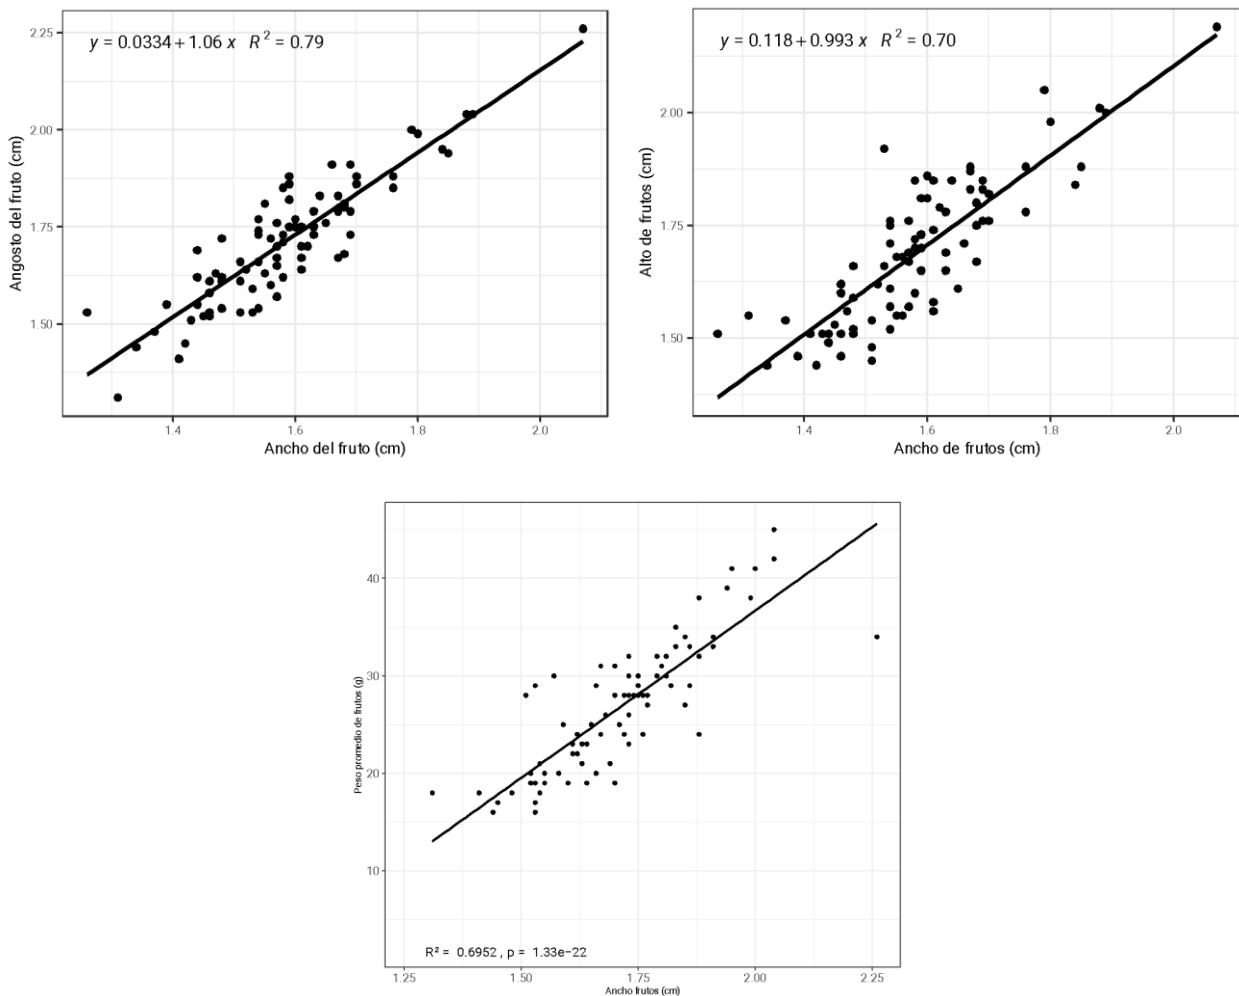 y = 0.0334 + 1.06 x R² = 0.79
2.25
2.00
1.75
1.50
Angosto del fruto (cm)
1.4 1.6 1.8 2.0
Ancho del fruto (cm)
y = 0.118 + 0.993 x R² = 0.70
2.00
1.75
1.50
Alto de frutos (cm)
1.4 1.6 1.8 2.0
Ancho de frutos (cm)
40
30
20
10
Peso promedio de frutos (g)
R² = 0.6952 , p = 1.33e-22
1.25 1.50 1.75 2.00 2.25
Ancho frutos (cm)